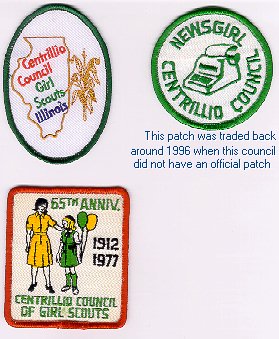 Centrillio
Council
Girl
Scouts
Illinois
NEWSGIRL
CENTRILLIO COUNCIL
This patch was traded back
around 1996 when this council
did not have an official patch
65TH ANNIV.
1912
1977
CENTRILLIO COUNCIL
OF GIRL SCOUTS